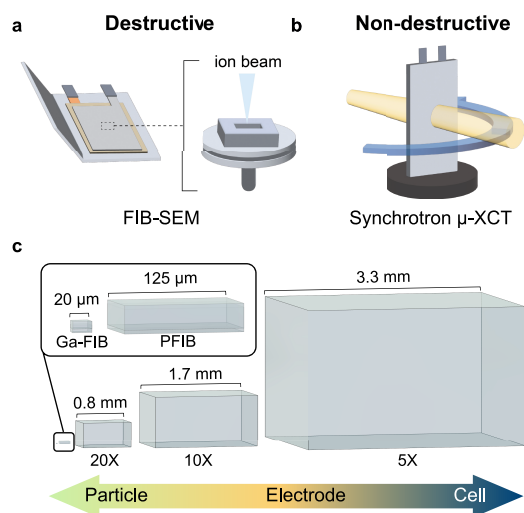 a
Destructive
b
Non-destructive
ion beam
FIB-SEM
Synchrotron µ-XCT
c
125 µm
20 µm
Ga-FIB
PFIB
3.3 mm
1.7 mm
0.8 mm
20X
10X
5X
Particle
Electrode
Cell